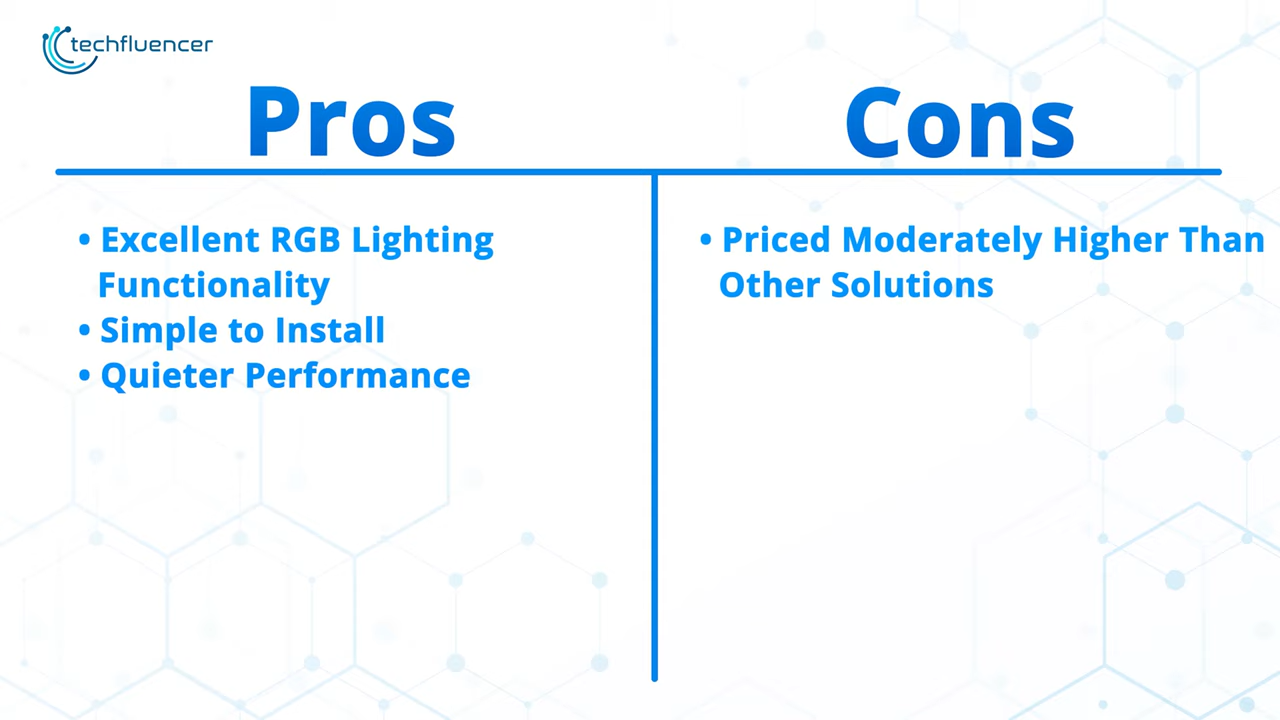 techfluencer
Pros
Cons
• Excellent RGB Lighting
Functionality
• Simple to Install
• Quieter Performance
• Priced Moderately Higher Than
Other Solutions